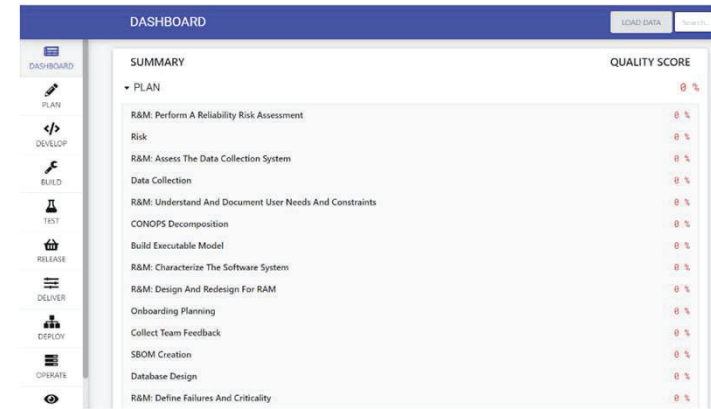 DASHBOARD
LOAD DATA
Search...
DASHBOARD
PLAN
DEVELOP
BUILD
TEST
RELEASE
DELIVER
DEPLOY
OPERATE
SUMMARY QUALITY SCORE
PLAN 0 %
R&M: Perform A Reliability Risk Assessment 0 %
Risk 0 %
R&M: Assess The Data Collection System 0 %
Data Collection 0 %
R&M: Understand And Document User Needs And Constraints 0 %
CONOPS Decomposition 0 %
Build Executable Model 0 %
R&M: Characterize The Software System 0 %
R&M: Design And Redesign For RAM 0 %
Onboarding Planning 0 %
Collect Team Feedback 0 %
SBOM Creation 0 %
Database Design 0 %
R&M: Define Failures And Criticality 0 %